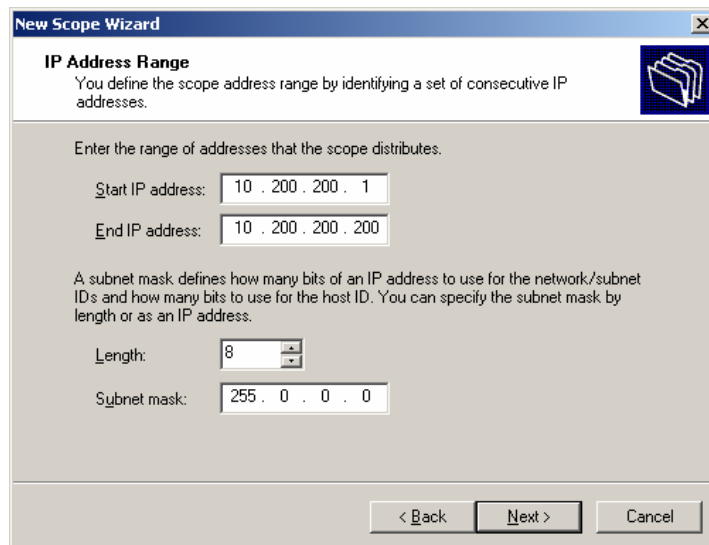 New Scope Wizard
IP Address Range
You define the scope address range by identifying a set of consecutive IP
addresses.
Enter the range of addresses that the scope distributes.
Start IP address: 10 . 200 . 200 . 1
End IP address: 10 . 200 . 200 . 200
A subnet mask defines how many bits of an IP address to use for the network/subnet
IDs and how many bits to use for the host ID. You can specify the subnet mask by
length or as an IP address.
Length: 8
Subnet mask: 255 . 0 . 0 . 0
< Back Next > Cancel